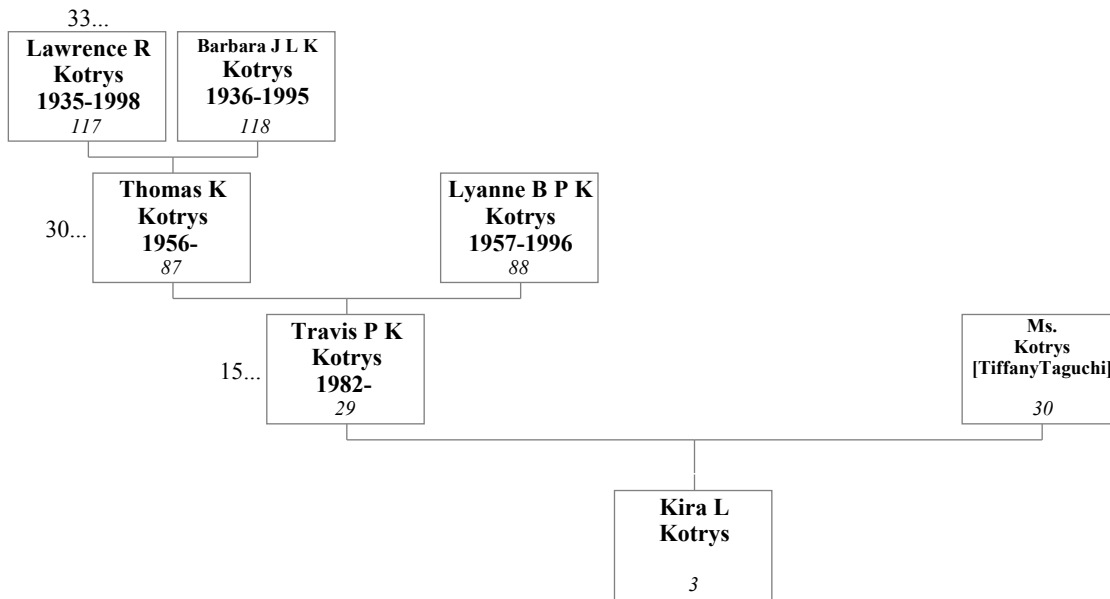 33...
Lawrence R
Kotrys
1935-1998
117
Barbara J L K
Kotrys
1936-1995
118
30...
Thomas K
Kotrys
1956-
87
Lyanne B P K
Kotrys
1957-1996
88
15...
Travis P K
Kotrys
1982-
29
Ms.
Kotrys
[TiffanyTaguchi]
30
Kira L
Kotrys
3